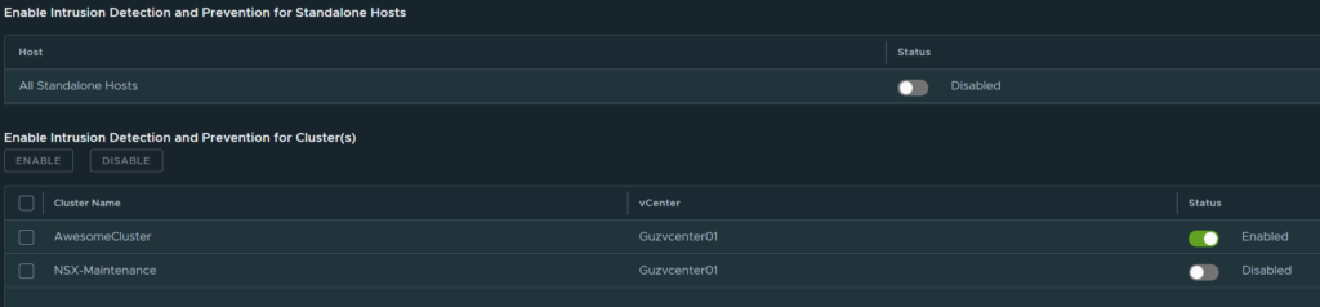 Enable Intrusion Detection and Prevention for Standalone Hosts
Host Status
All Standalone Hosts Disabled
Enable Intrusion Detection and Prevention for Cluster(s)
ENABLE DISABLE
Cluster Name vCenter Status
AwesomeCluster Guzvcenter01 Enabled
NSX-Maintenance Guzvcenter01 Disabled